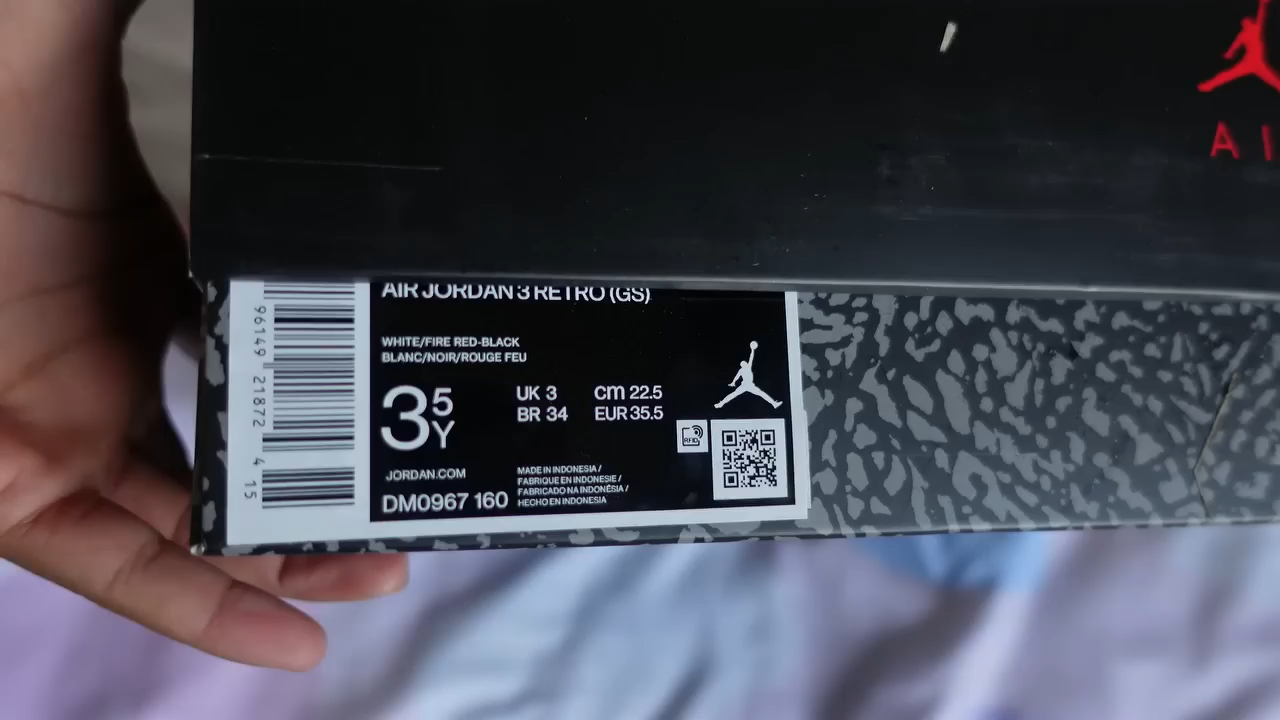 AI
AIR JORDAN 3 RETRO (GS)
WHITE/FIRE RED-BLACK
BLANC/NOIR/ROUGE FEU
3 5 Y
UK 3 cm 22.5
BR 34 EUR 35.5
RFID
JORDAN.COM
DM0967 160
MADE IN INDONESIA /
FABRIQUE EN INDONESIE /
FABRICADO NA INDONÉSIA /
HECHO EN INDONESIA
96149 21872 4 15